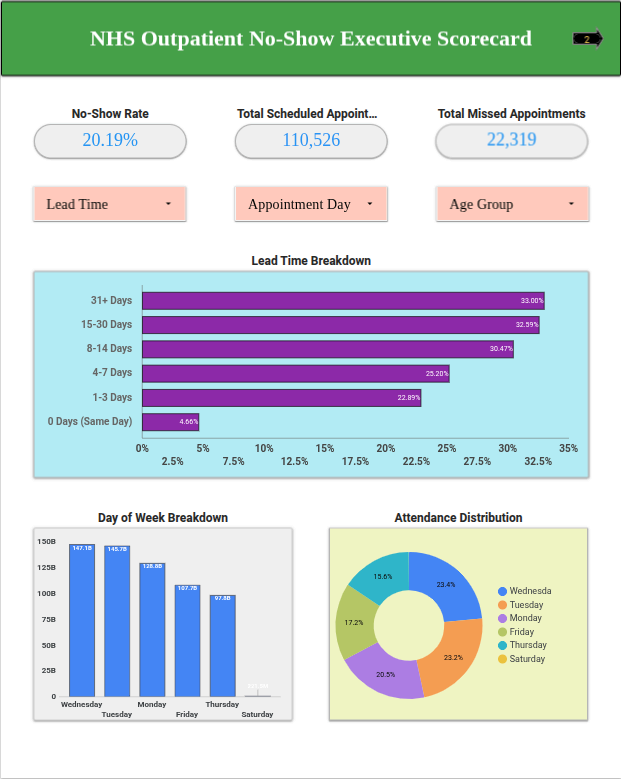 NHS Outpatient No-Show Executive Scorecard
2
No-Show Rate
Total Scheduled Appoint...
Total Missed Appointments
20.19%
110,526
22,319
Lead Time
Appointment Day
Age Group
Lead Time Breakdown
31+ Days
33.00%
15-30 Days
32.59%
8-14 Days
30.47%
4-7 Days
25.20%
1-3 Days
22.89%
0 Days (Same Day)
4.66%
0% 5% 10% 15% 20% 25% 30% 35%
2.5% 7.5% 12.5% 17.5% 22.5% 27.5% 32.5%
Day of Week Breakdown
150B
125B
100B
75B
50B
25B
0
147.1B
145.7B
128.8B
107.7B
97.8B
Wednesday Monday Thursday
Tuesday Friday Saturday
Attendance Distribution
23.4%
23.2%
20.5%
17.2%
15.6%
Wednesda
Tuesday
Monday
Friday
Thursday
Saturday